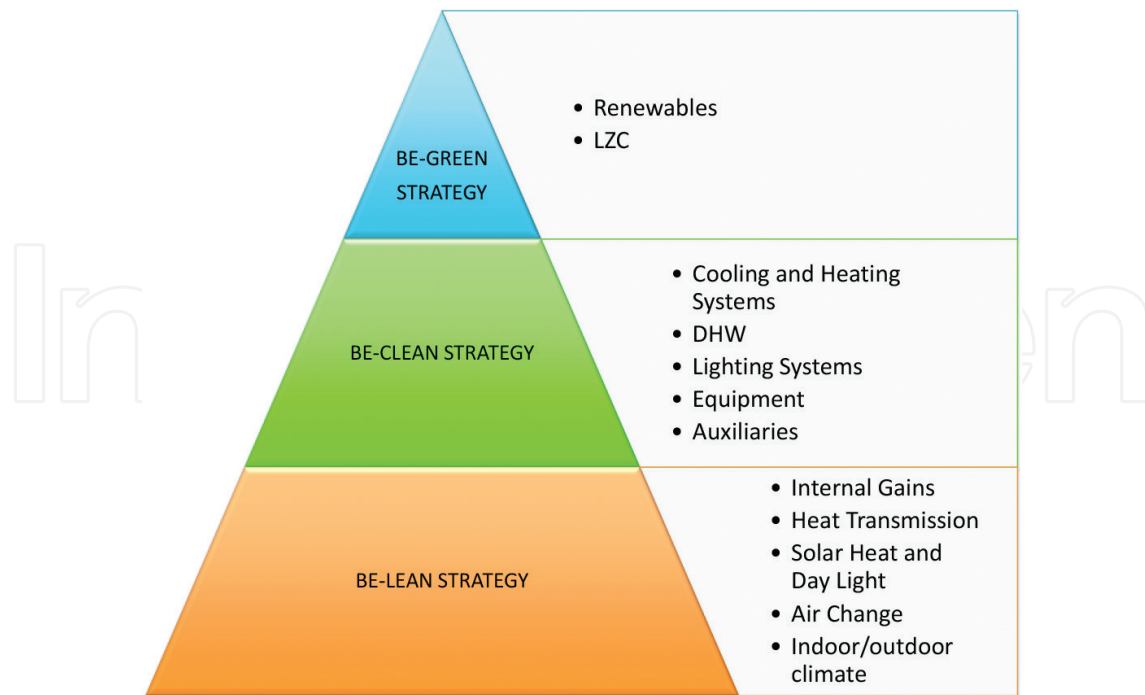 BE-GREEN
STRATEGY
• Renewables
• LZC
BE-CLEAN STRATEGY
• Cooling and Heating
Systems
• DHW
• Lighting Systems
• Equipment
• Auxiliaries
BE-LEAN STRATEGY
• Internal Gains
• Heat Transmission
• Solar Heat and
Day Light
• Air Change
• Indoor/outdoor
climate